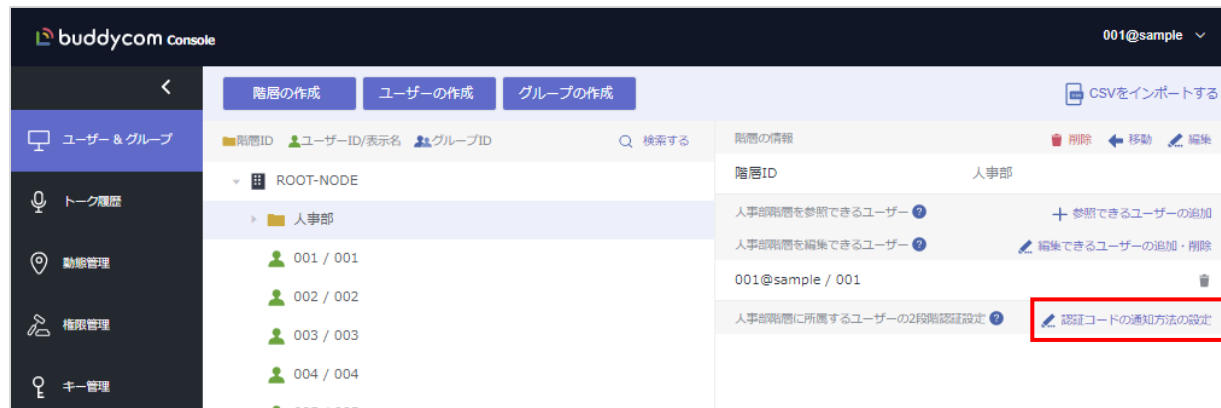 buddycom Console
001@sample
階層の作成 ユーザーの作成 グループの作成
CSVをインポートする
ユーザー & グループ
トーク履歴
動態管理
権限管理
キー管理
階層ID ユーザーID/表示名 グループID 検索する
ROOT-NODE
人事部
001 / 001
002 / 002
003 / 003
004 / 004
階層の情報 削除 移動 編集
階層ID 人事部
人事部階層を参照できるユーザー ? 参照できるユーザーの追加
人事部階層を編集できるユーザー ? 編集できるユーザーの追加・削除
001@sample / 001
人事部階層に所属するユーザーの2段階認証設定 ? 認証コードの通知方法の設定